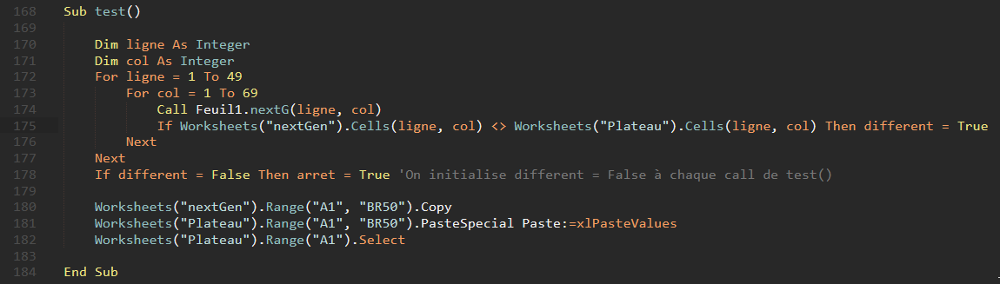 168 Sub test()
169
170 Dim ligne As Integer
171 Dim col As Integer
172 For ligne = 1 To 49
173 For col = 1 To 69
174 Call Feuil1.nextG(ligne, col)
175 If Worksheets("nextGen").Cells(ligne, col) <> Worksheets("Plateau").Cells(ligne, col) Then different = True
176 Next
177 Next
178 If different = False Then arret = True 'On initialise different = False à chaque call de test()
179
180 Worksheets("nextGen").Range("A1", "BR50").Copy
181 Worksheets("Plateau").Range("A1", "BR50").PasteSpecial Paste:=xlPasteValues
182 Worksheets("Plateau").Range("A1").Select
183
184 End Sub